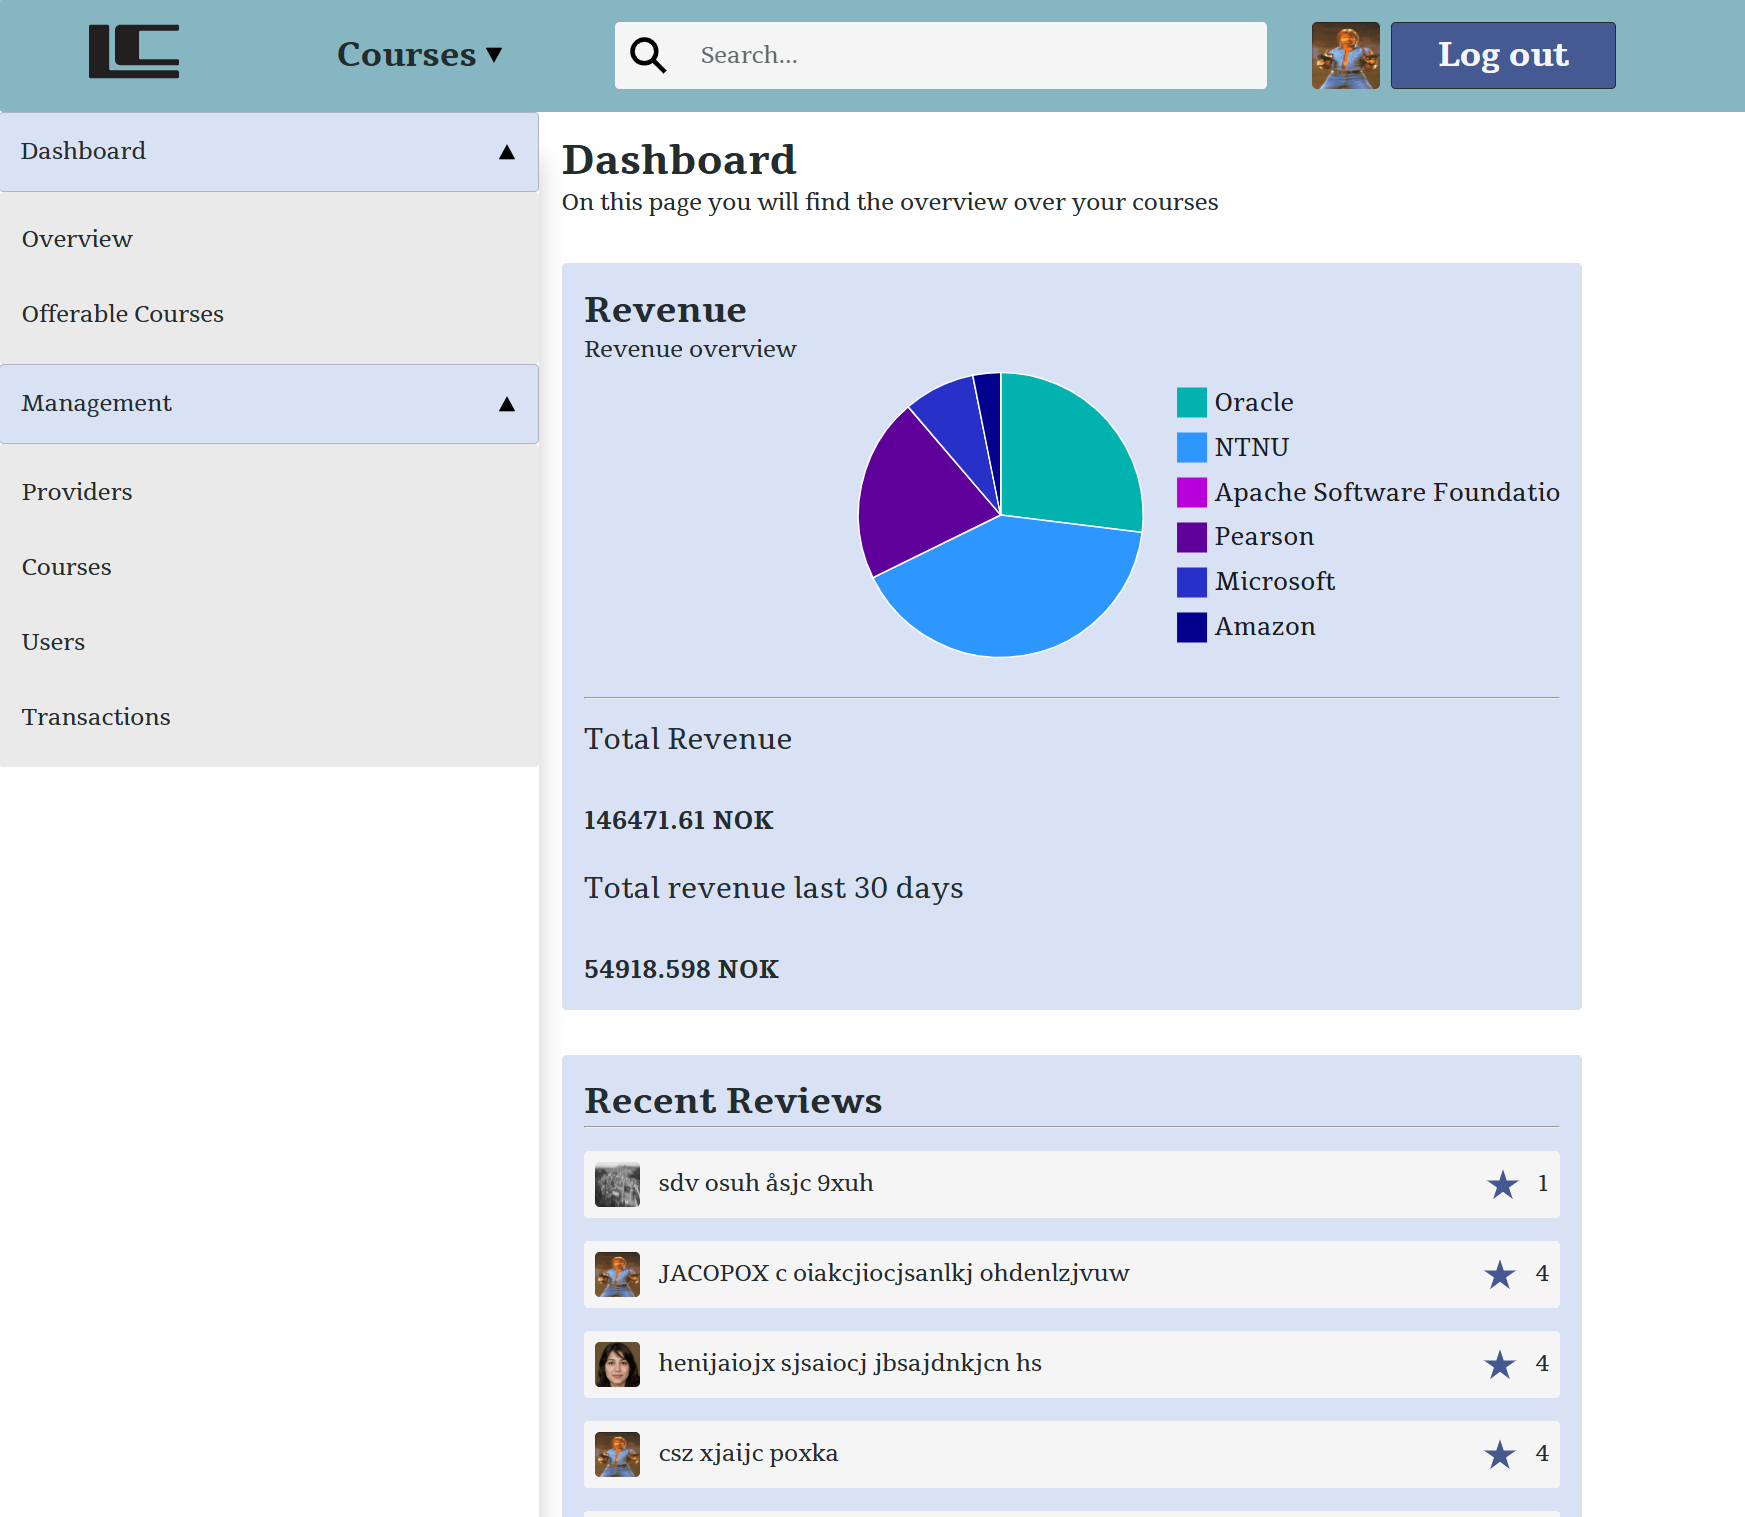 LC
Courses ▼
Search...
Log out
Dashboard ▲
Overview
Offerable Courses
Management ▲
Providers
Courses
Users
Transactions
Dashboard
On this page you will find the overview over your courses
Revenue
Revenue overview
Oracle
NTNU
Apache Software Foundatio
Pearson
Microsoft
Amazon
Total Revenue
146471.61 NOK
Total revenue last 30 days
54918.598 NOK
Recent Reviews
sdv osuh åsjc 9xuh ★ 1
JACOPOX c oiakcjiocjsanlkj ohdenlzjvuw ★ 4
henijaiojx sjsaiocj jbsajdnkjcn hs ★ 4
csz xjaijc poxka ★ 4